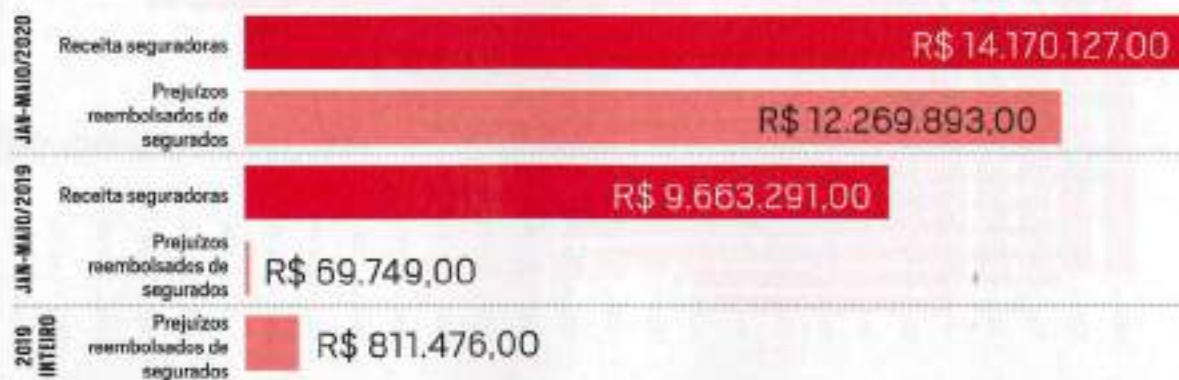 JAN-MAIO/2020
Receita seguradoras
R$ 14.170.127,00
Prejuízos
reembolsados de
segurados
R$ 12.269.893,00
JAN-MAIO/2019
Receita seguradoras
R$ 9.663.291,00
Prejuízos
reembolsados de
segurados
R$ 69.749,00
2019
INTEIRO
Prejuízos
reembolsados de
segurados
R$ 811.476,00